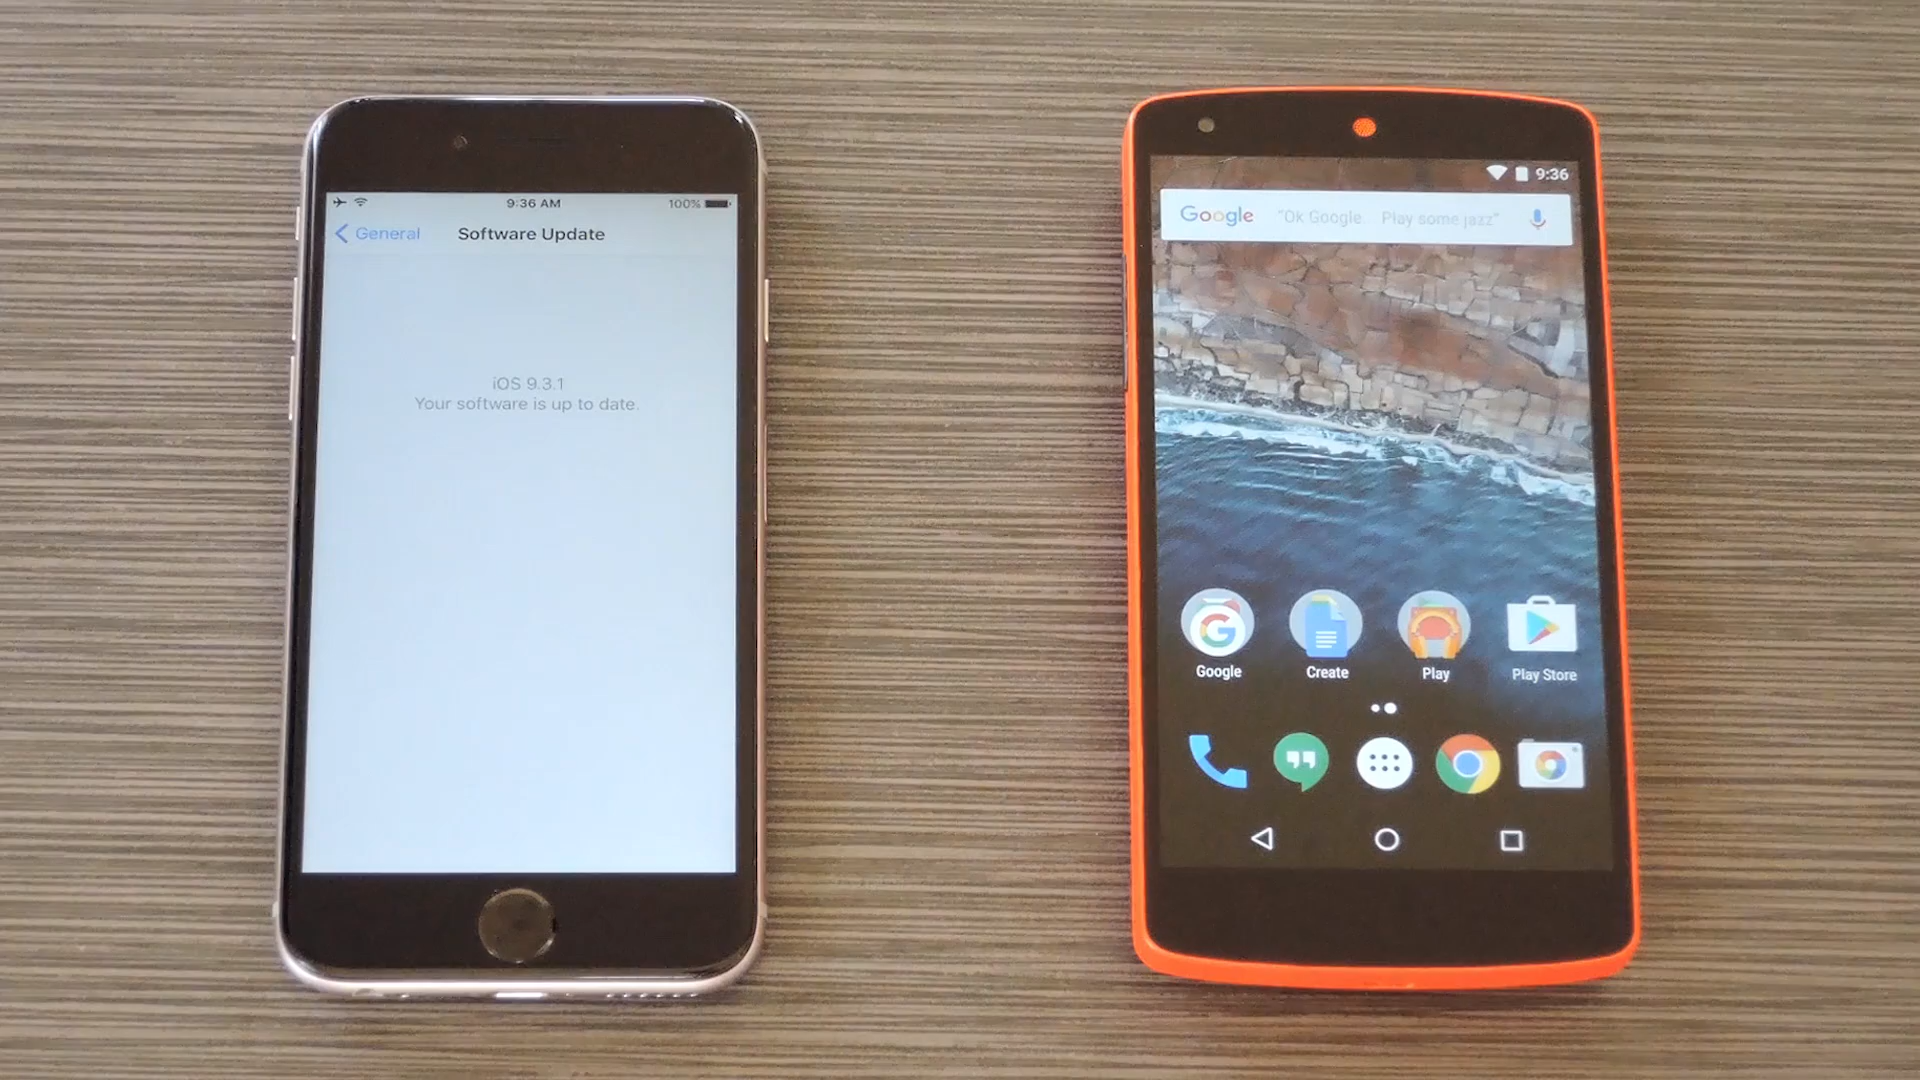 9:36 AM
100%
General
Software Update
iOS 9.3.1
Your software is up to date.
9:36
Google "Ok Google. Play some jazz"
Google
Create
Play
Play Store